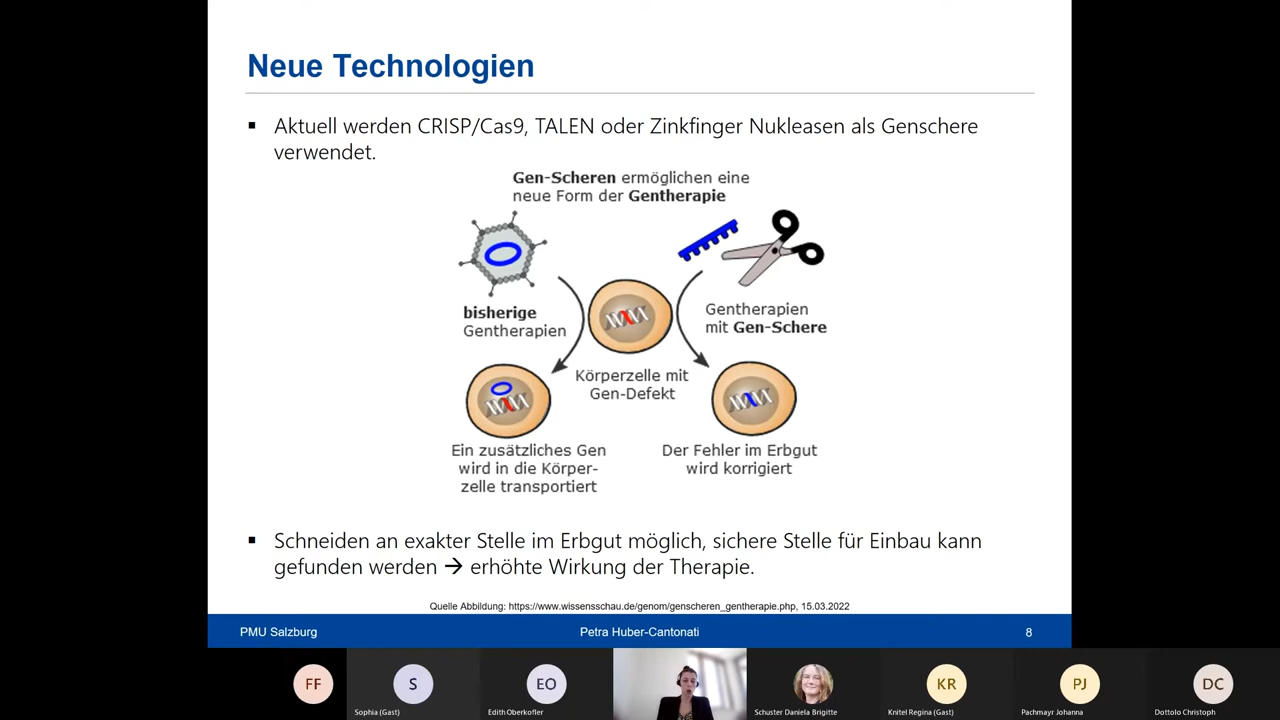 Neue Technologien
▪ Aktuell werden CRISP/Cas9, TALEN oder Zinkfinger Nukleasen als Genschere
verwendet.
Gen-Scheren ermöglichen eine
neue Form der Gentherapie
bisherige
Gentherapien
Gentherapien
mit Gen-Schere
Körperzelle mit
Gen-Defekt
Ein zusätzliches Gen
wird in die Körper-
zelle transportiert
Der Fehler im Erbgut
wird korrigiert
▪ Schneiden an exakter Stelle im Erbgut möglich, sichere Stelle für Einbau kann
gefunden werden → erhöhte Wirkung der Therapie.
Quelle Abbildung: https://www.wissensschau.de/genom/genscheren_gentherapie.php, 15.03.2022
PMU Salzburg
Petra Huber-Cantonati
8
FF
S
EO
KR
PJ
DC
Sophia (Gast)
Edith Oberkofler
Schuster Daniela Brigitte
Knitel Regina (Gast)
Pachmayr Johanna
Dottolo Christoph